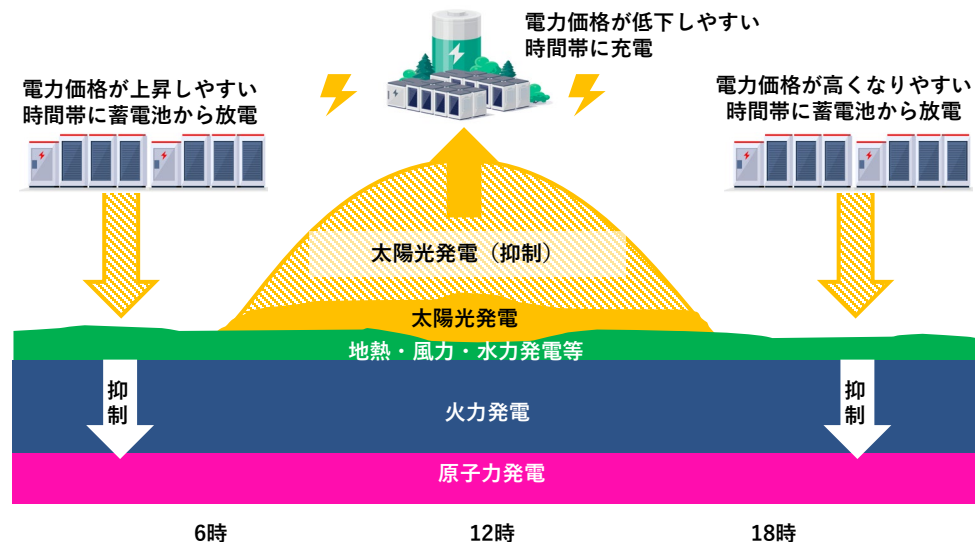 電力価格が低下しやすい
時間帯に充電
電力価格が上昇しやすい
時間帯に蓄電池から放電
電力価格が高くなりやすい
時間帯に蓄電池から放電
太陽光発電（抑制）
太陽光発電
地熱・風力・水力発電等
抑
制
火力発電
抑
制
原子力発電
6時
12時
18時